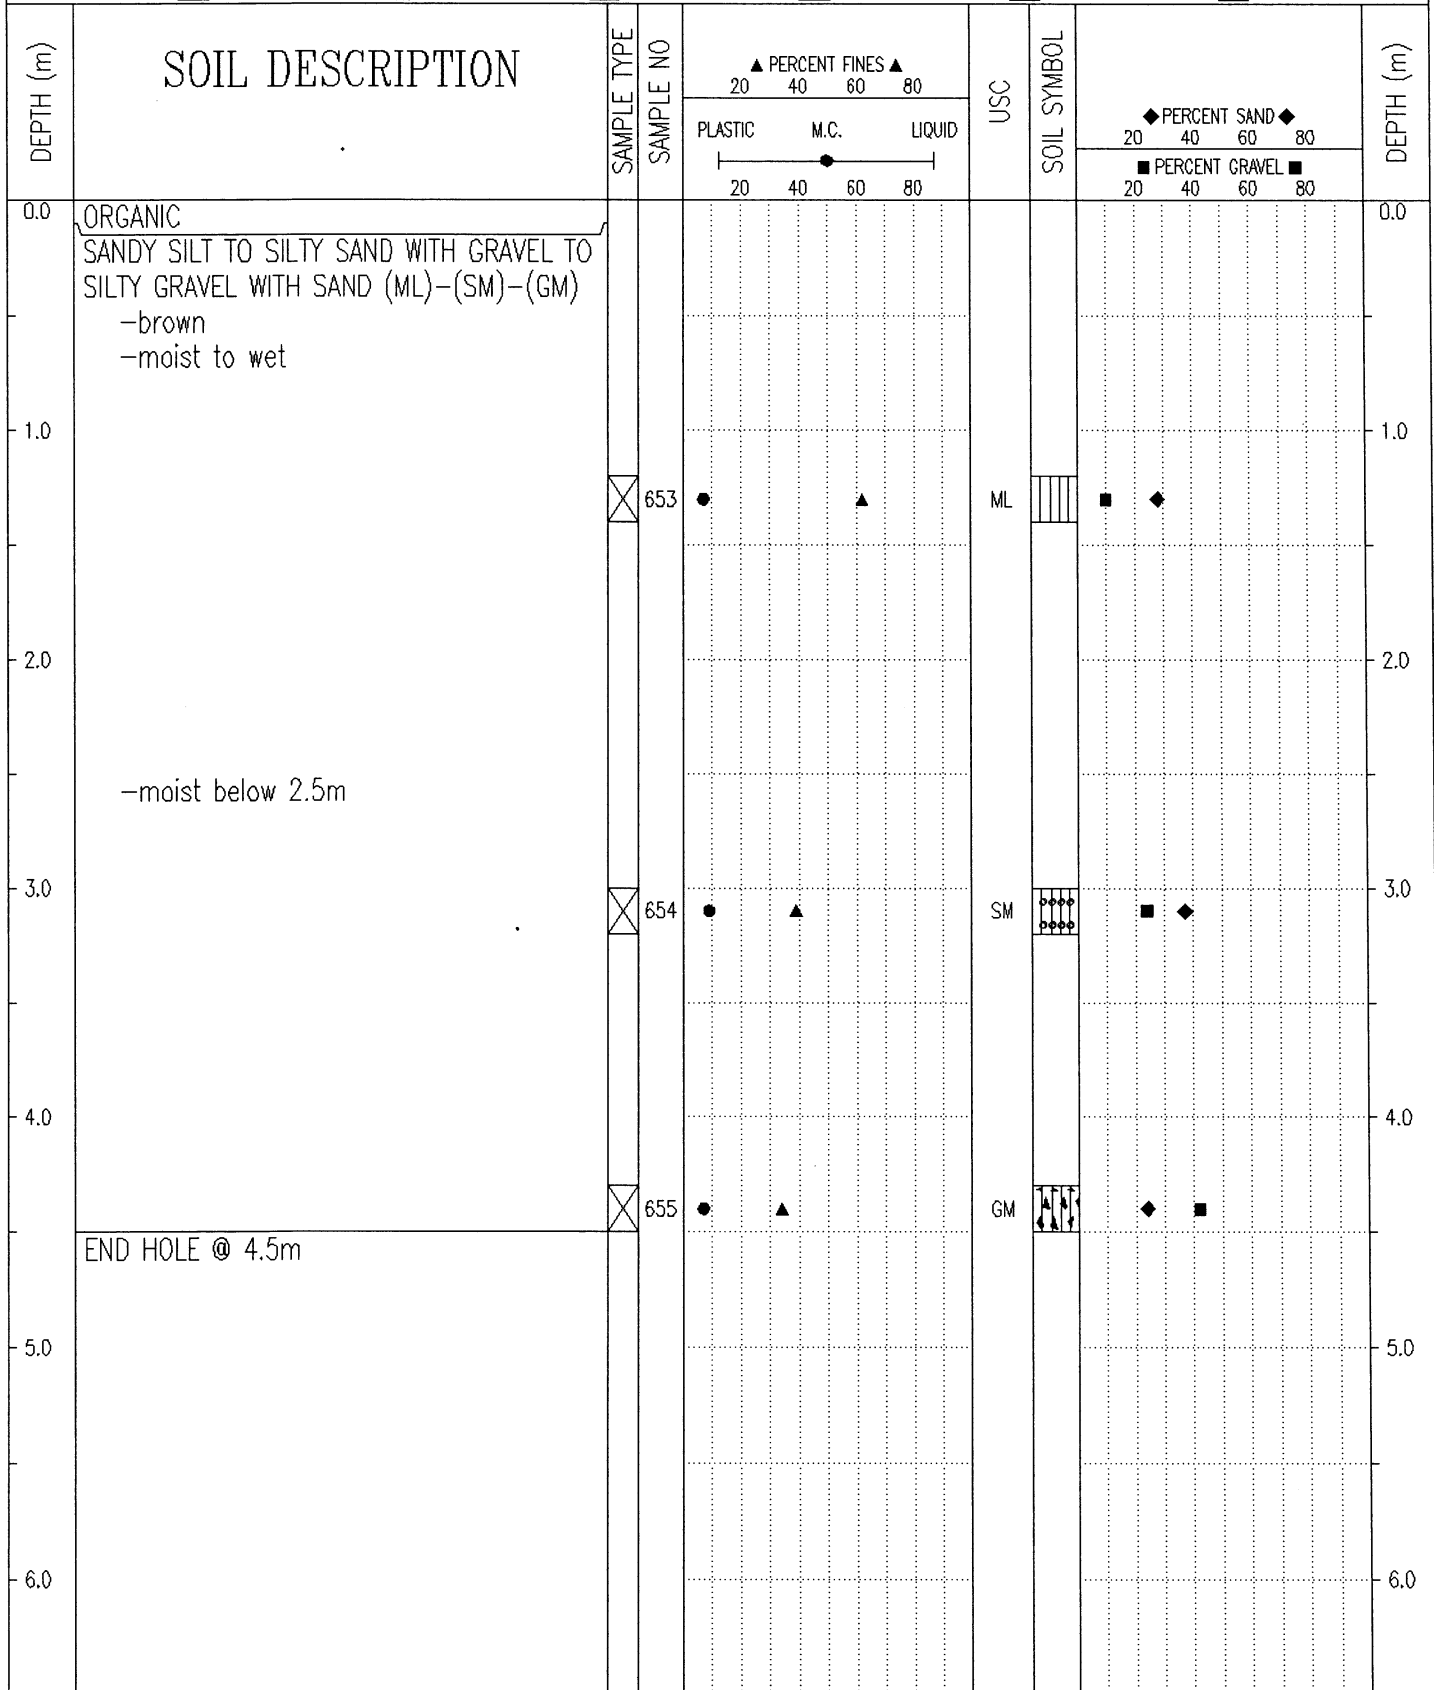 DEPTH (m)
SOIL DESCRIPTION
SAMPLE TYPE
SAMPLE NO
▲ PERCENT FINES ▲
20 40 60 80
PLASTIC M.C. LIQUID
20 40 60 80
USC
SOIL SYMBOL
◆ PERCENT SAND ◆
20 40 60 80
■ PERCENT GRAVEL ■
20 40 60 80
DEPTH (m)
0.0 ORGANIC 0.0
SANDY SILT TO SILTY SAND WITH GRAVEL TO
SILTY GRAVEL WITH SAND (ML)-(SM)-(GM)
-brown
-moist to wet
1.0 1.0
653 ML
2.0 2.0
-moist below 2.5m
3.0 3.0
654 SM
4.0 4.0
655 GM
END HOLE @ 4.5m
5.0 5.0
6.0 6.0